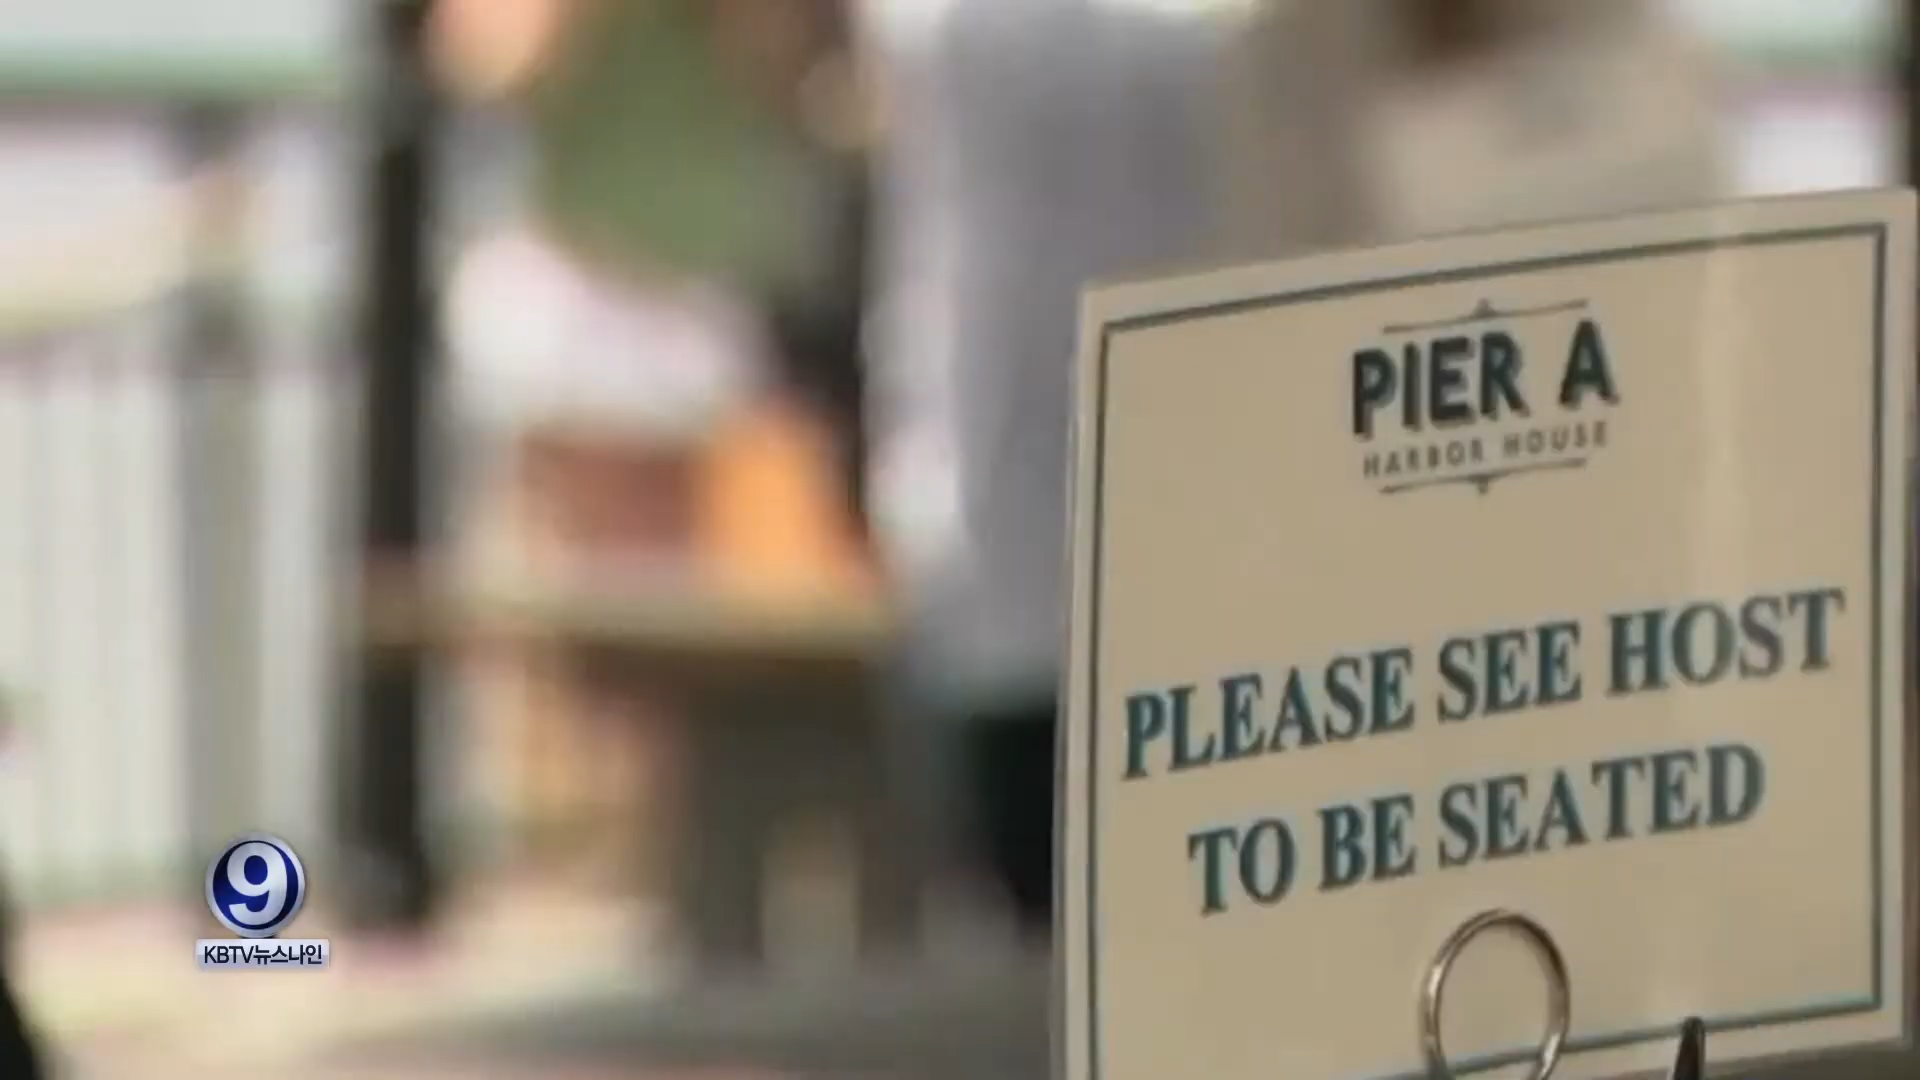 PIER A
HARBOR HOUSE
PLEASE SEE HOST
TO BE SEATED
9
KBTV뉴스나인